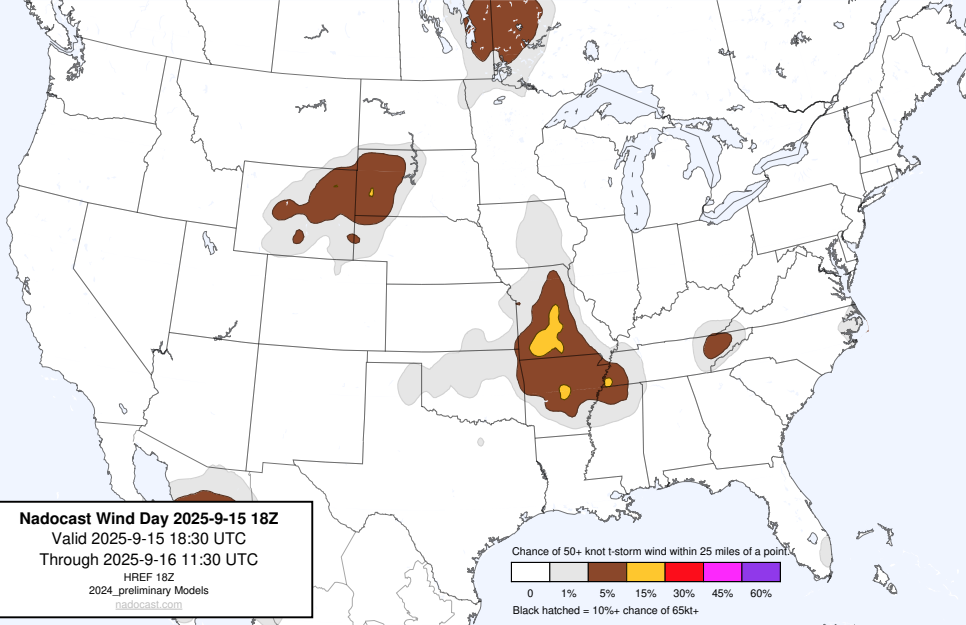 Nadocast Wind Day 2025-9-15 18Z
Valid 2025-9-15 18:30 UTC
Through 2025-9-16 11:30 UTC
HREF 18Z
2024_preliminary Models
nadocast.com
Chance of 50+ knot t-storm wind within 25 miles of a point.
0 1% 5% 15% 30% 45% 60%
Black hatched = 10%+ chance of 65kt+